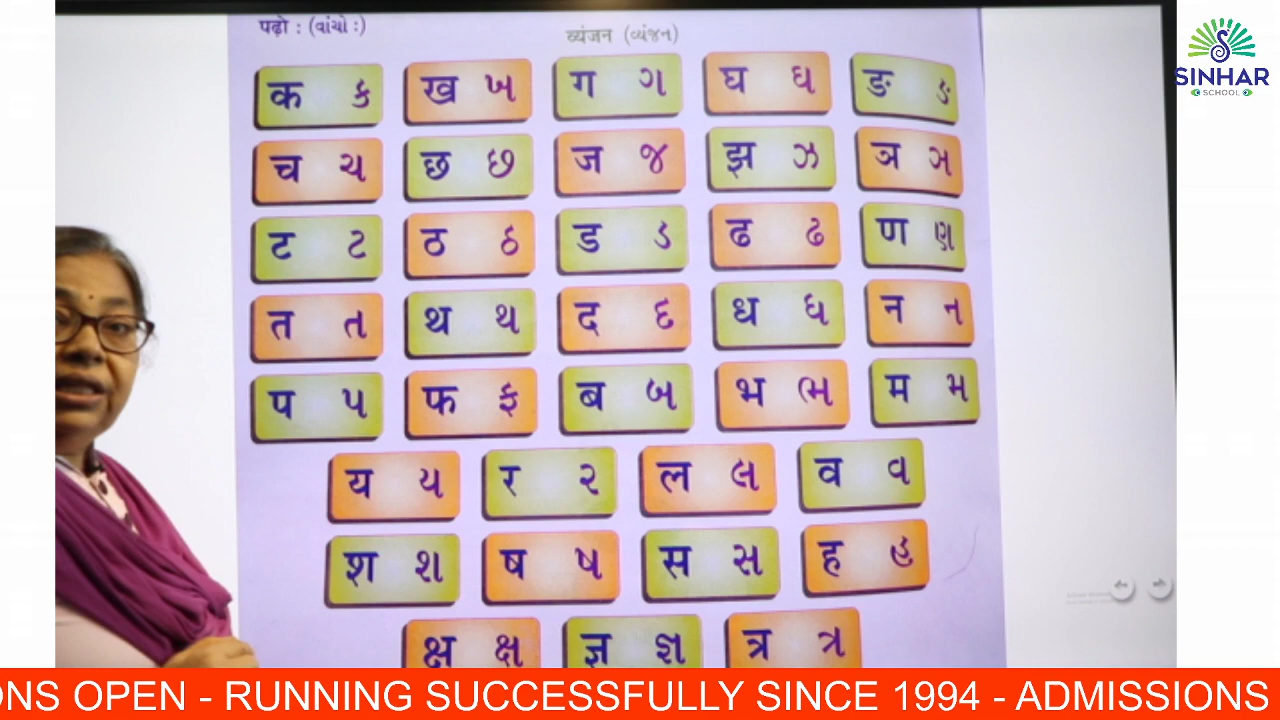 पढ़ो : (વાંચો :)
व्यंजन (વ્યંજન)
SINHAR
SCHOOL
क ક ख ખ ग ગ घ ઘ ङ ઙ
च ચ छ છ ज જ झ ઝ ञ ઞ
ट ટ ठ ઠ ड ડ ढ ઢ ण ણ
त ત थ થ द દ ध ધ न ન
प પ फ ફ ब બ भ ભ म મ
य ય र ર ल લ व વ
श શ ष ષ स સ ह હ
क्ष ક્ષ ज्ञ જ્ઞ त्र ત્ર
ONS OPEN - RUNNING SUCCESSFULLY SINCE 1994 - ADMISSIONS